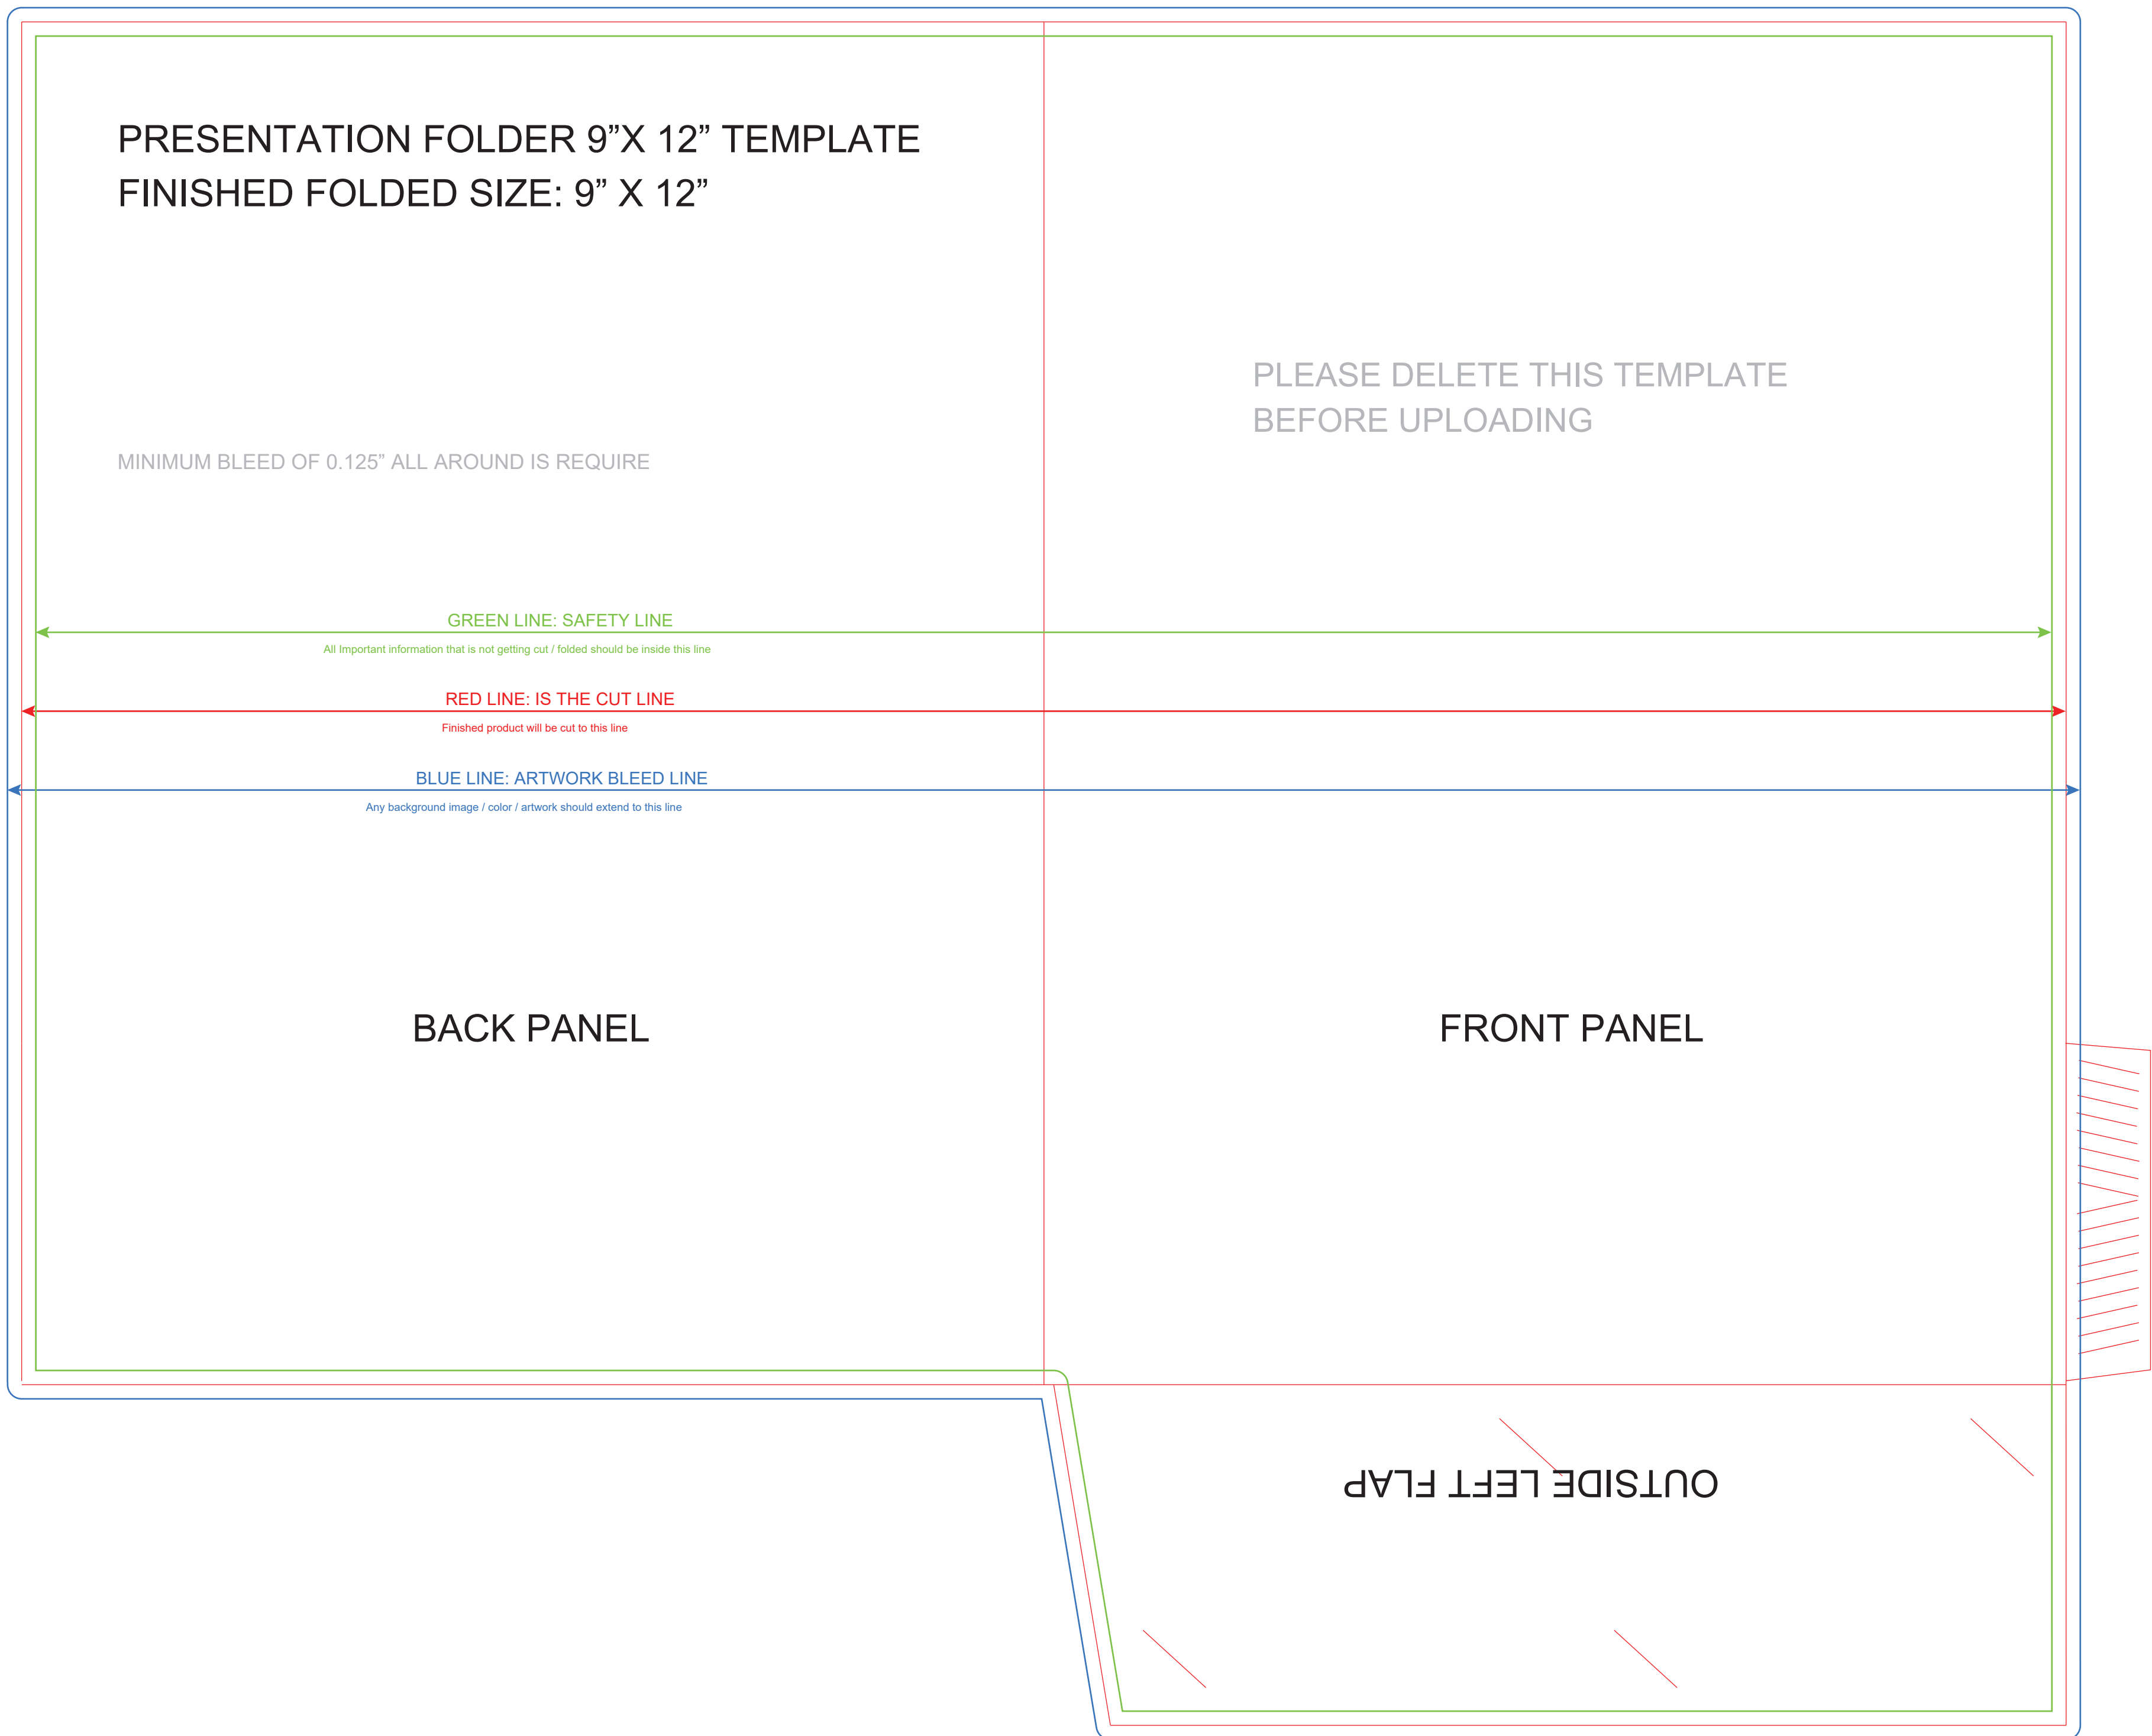 PRESENTATION FOLDER 9”X 12” TEMPLATE
FINISHED FOLDED SIZE: 9” X 12”
PLEASE DELETE THIS TEMPLATE
BEFORE UPLOADING
MINIMUM BLEED OF 0.125” ALL AROUND IS REQUIRE
GREEN LINE: SAFETY LINE
All Important information that is not getting cut / folded should be inside this line
RED LINE: IS THE CUT LINE
Finished product will be cut to this line
BLUE LINE: ARTWORK BLEED LINE
Any background image / color / artwork should extend to this line
BACK PANEL
FRONT PANEL
OUTSIDE LEFT FLAP